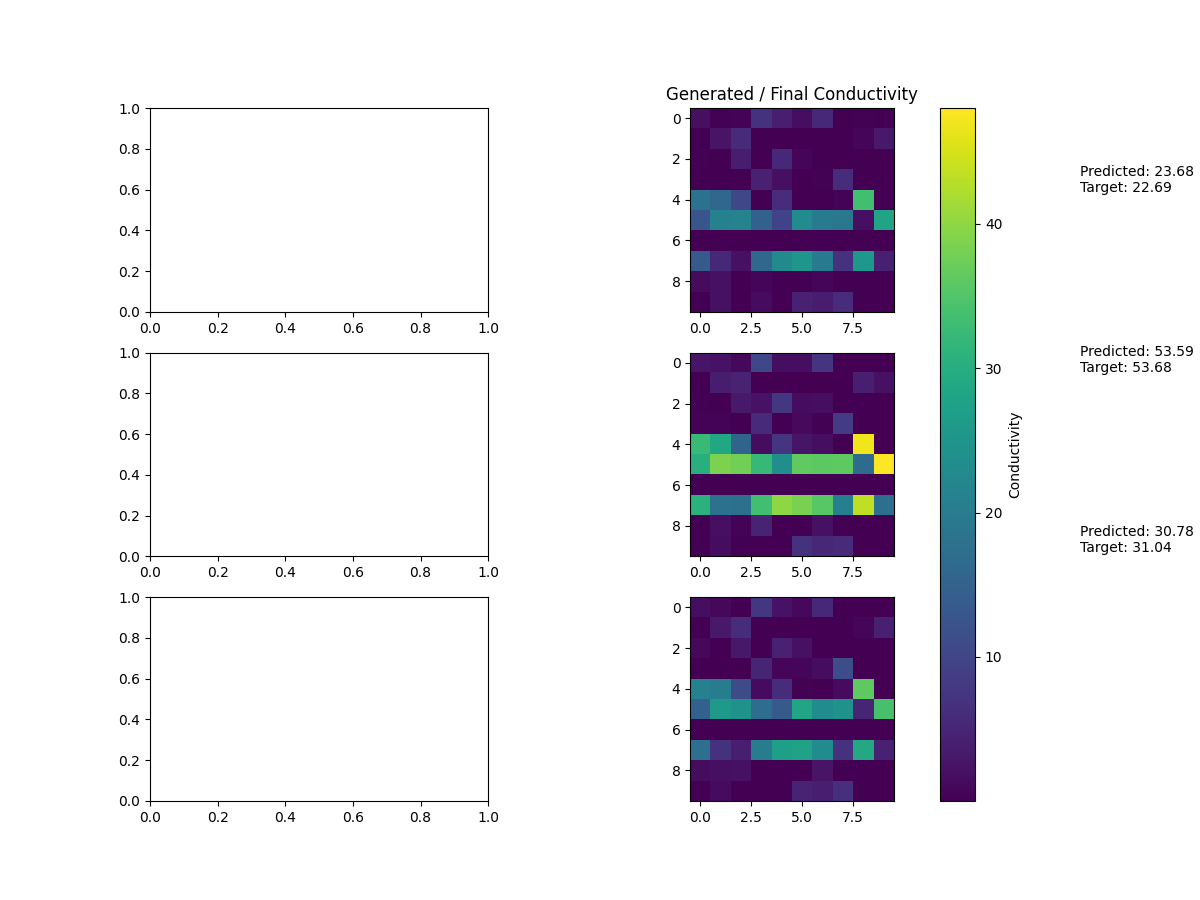 Generated / Final Conductivity
1.0
0.8
0.6
0.4
0.2
0.0
0.0 0.2 0.4 0.6 0.8 1.0
0
2
4
6
8
0.0 2.5 5.0 7.5
Predicted: 23.68
Target: 22.69
1.0
0.8
0.6
0.4
0.2
0.0
0.0 0.2 0.4 0.6 0.8 1.0
0
2
4
6
8
0.0 2.5 5.0 7.5
Predicted: 53.59
Target: 53.68
1.0
0.8
0.6
0.4
0.2
0.0
0.0 0.2 0.4 0.6 0.8 1.0
0
2
4
6
8
0.0 2.5 5.0 7.5
Predicted: 30.78
Target: 31.04
40
30
20
10
Conductivity